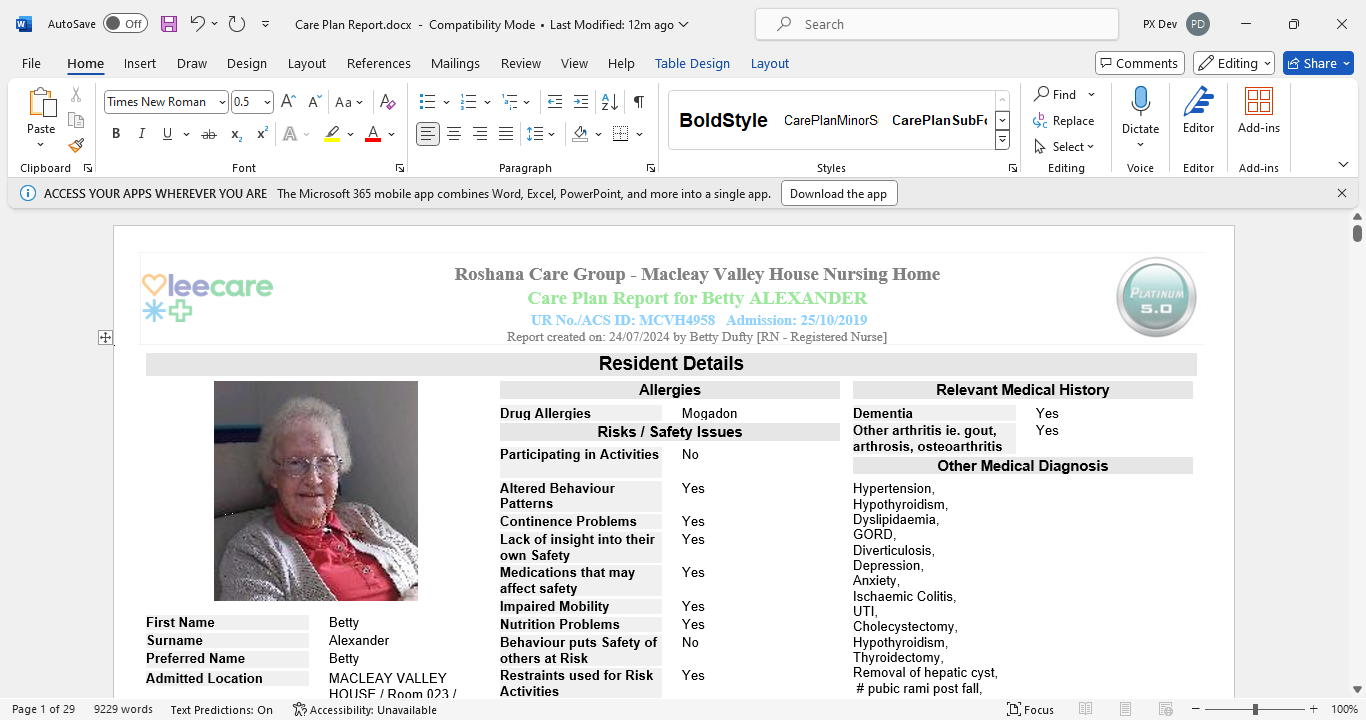 AutoSave Off Care Plan Report.docx - Compatibility Mode • Last Modified: 12m ago Search PX Dev PD
File Home Insert Draw Design Layout References Mailings Review View Help Table Design Layout Comments Editing Share
Paste
Clipboard
Times New Roman 0.5
Font
Paragraph
BoldStyle CarePlanMinorS CarePlanSubFo
Styles
Find
Replace
Select
Editing
Dictate
Voice
Editor
Editor
Add-ins
Add-ins
ACCESS YOUR APPS WHEREVER YOU ARE The Microsoft 365 mobile app combines Word, Excel, PowerPoint, and more into a single app. Download the app
leecare
Roshana Care Group - Macleay Valley House Nursing Home
Care Plan Report for Betty ALEXANDER
UR No./ACS ID: MCVH4958 Admission: 25/10/2019
Report created on: 24/07/2024 by Betty Dufty [RN - Registered Nurse]
PLATINUM
5.0
Resident Details
First Name Betty
Surname Alexander
Preferred Name Betty
Admitted Location MACLEAY VALLEY
HOUSE / Room 023 /
Allergies
Drug Allergies Mogadon
Risks / Safety Issues
Participating in Activities No
Altered Behaviour Yes
Patterns
Continence Problems Yes
Lack of insight into their Yes
own Safety
Medications that may Yes
affect safety
Impaired Mobility Yes
Nutrition Problems Yes
Behaviour puts Safety of No
others at Risk
Restraints used for Risk Yes
Activities
Relevant Medical History
Dementia Yes
Other arthritis ie. gout, Yes
arthrosis, osteoarthritis
Other Medical Diagnosis
Hypertension,
Hypothyroidism,
Dyslipidaemia,
GORD,
Diverticulosis,
Depression,
Anxiety,
Ischaemic Colitis,
UTI,
Cholecystectomy,
Hypothyroidism,
Thyroidectomy,
Removal of hepatic cyst,
# pubic rami post fall,
Page 1 of 29 9229 words Text Predictions: On Accessibility: Unavailable Focus 100%